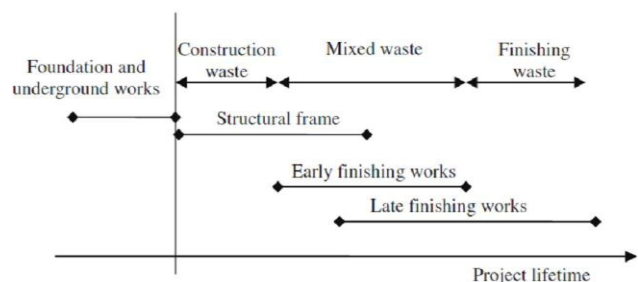 Construction
waste
Mixed waste
Finishing
waste
Foundation and
underground works
Structural frame
Early finishing works
Late finishing works
Project lifetime